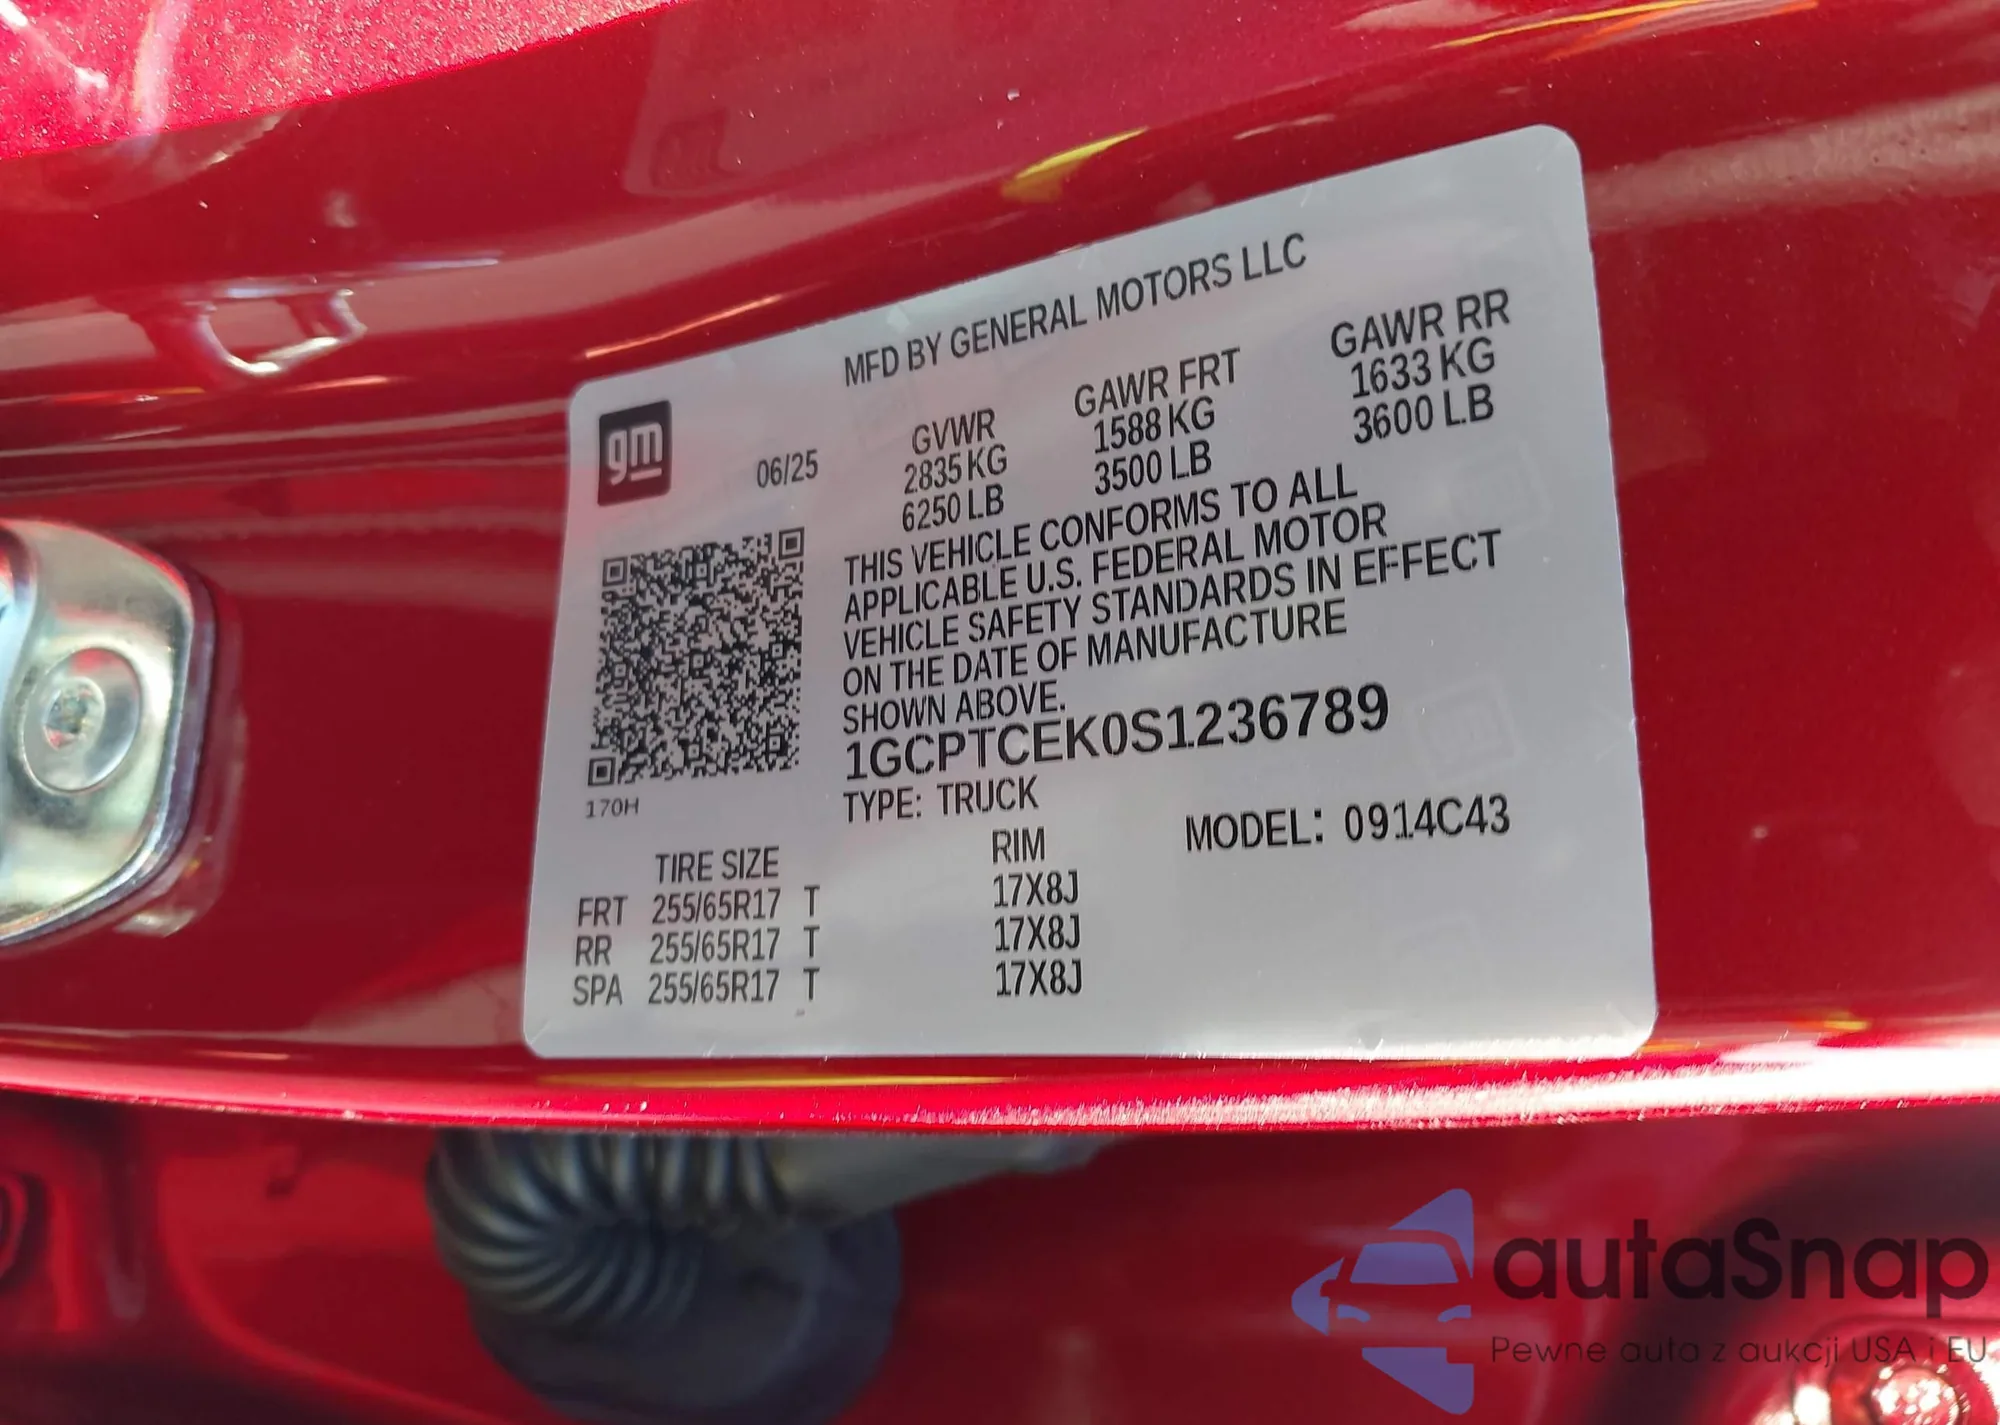 MFD BY GENERAL MOTORS LLC
gm
06/25
GVWR GAWR FRT GAWR RR
2835 KG 1588 KG 1633 KG
6250 LB 3500 LB 3600 LB
THIS VEHICLE CONFORMS TO ALL
APPLICABLE U.S. FEDERAL MOTOR
VEHICLE SAFETY STANDARDS IN EFFECT
ON THE DATE OF MANUFACTURE
SHOWN ABOVE.
1GCPTCEK0S1236789
170H
TYPE: TRUCK MODEL: 0914C43
TIRE SIZE RIM
FRT 255/65R17 T 17X8J
RR 255/65R17 T 17X8J
SPA 255/65R17 T 17X8J
autaSnap
Pewne auta z aukcji USA i EU